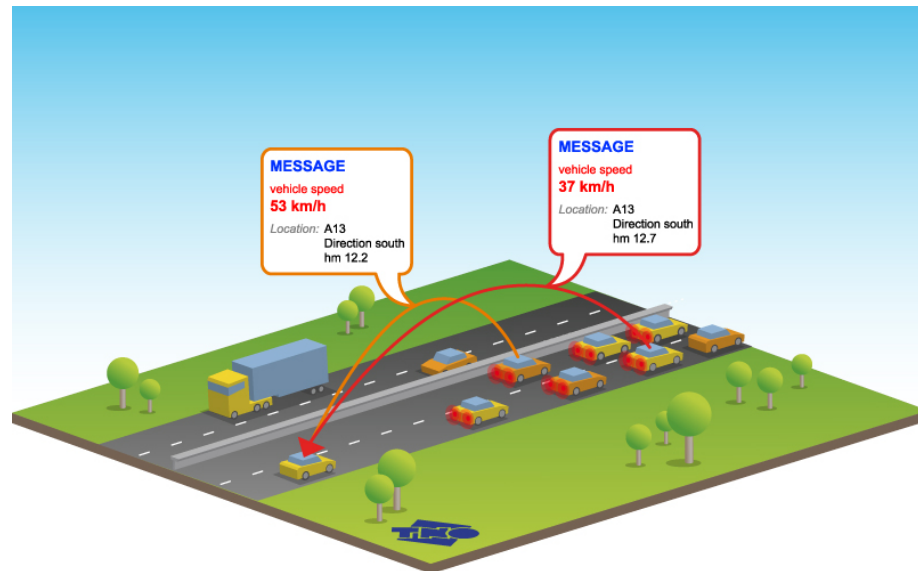 MESSAGE
vehicle speed
53 km/h
Location: A13
Direction south
hm 12.2
MESSAGE
vehicle speed
37 km/h
Location: A13
Direction south
hm 12.7
TNO